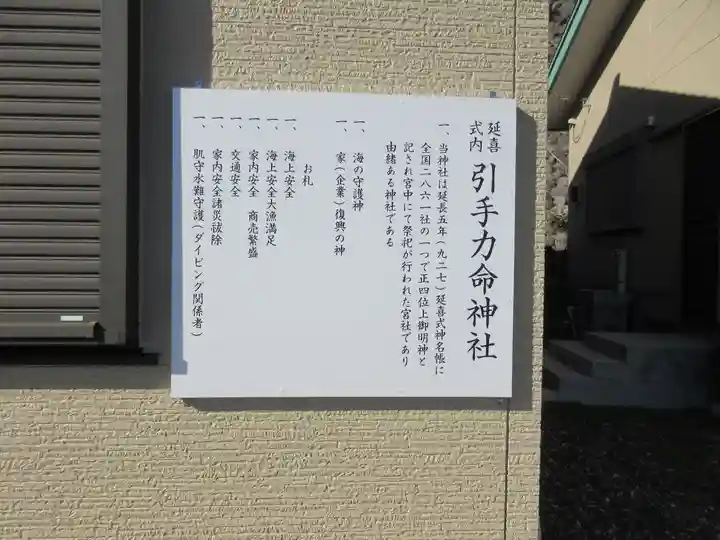 延喜式内 引手力命神社
一、当神社は延長五年(九二七)延喜式神名帳に
全国二八六一社の一つで正四位上御明神と
記され宮中にて祭祀が行われた宮社であり
由緒ある神社である
一、海の守護神
一、家(企業)復興の神
お札
一、海上安全
一、海上安全大漁満足
一、家内安全 商売繁盛
一、交通安全
一、家内安全諸災祓除
一、肌守水難守護(ダイビング関係者)